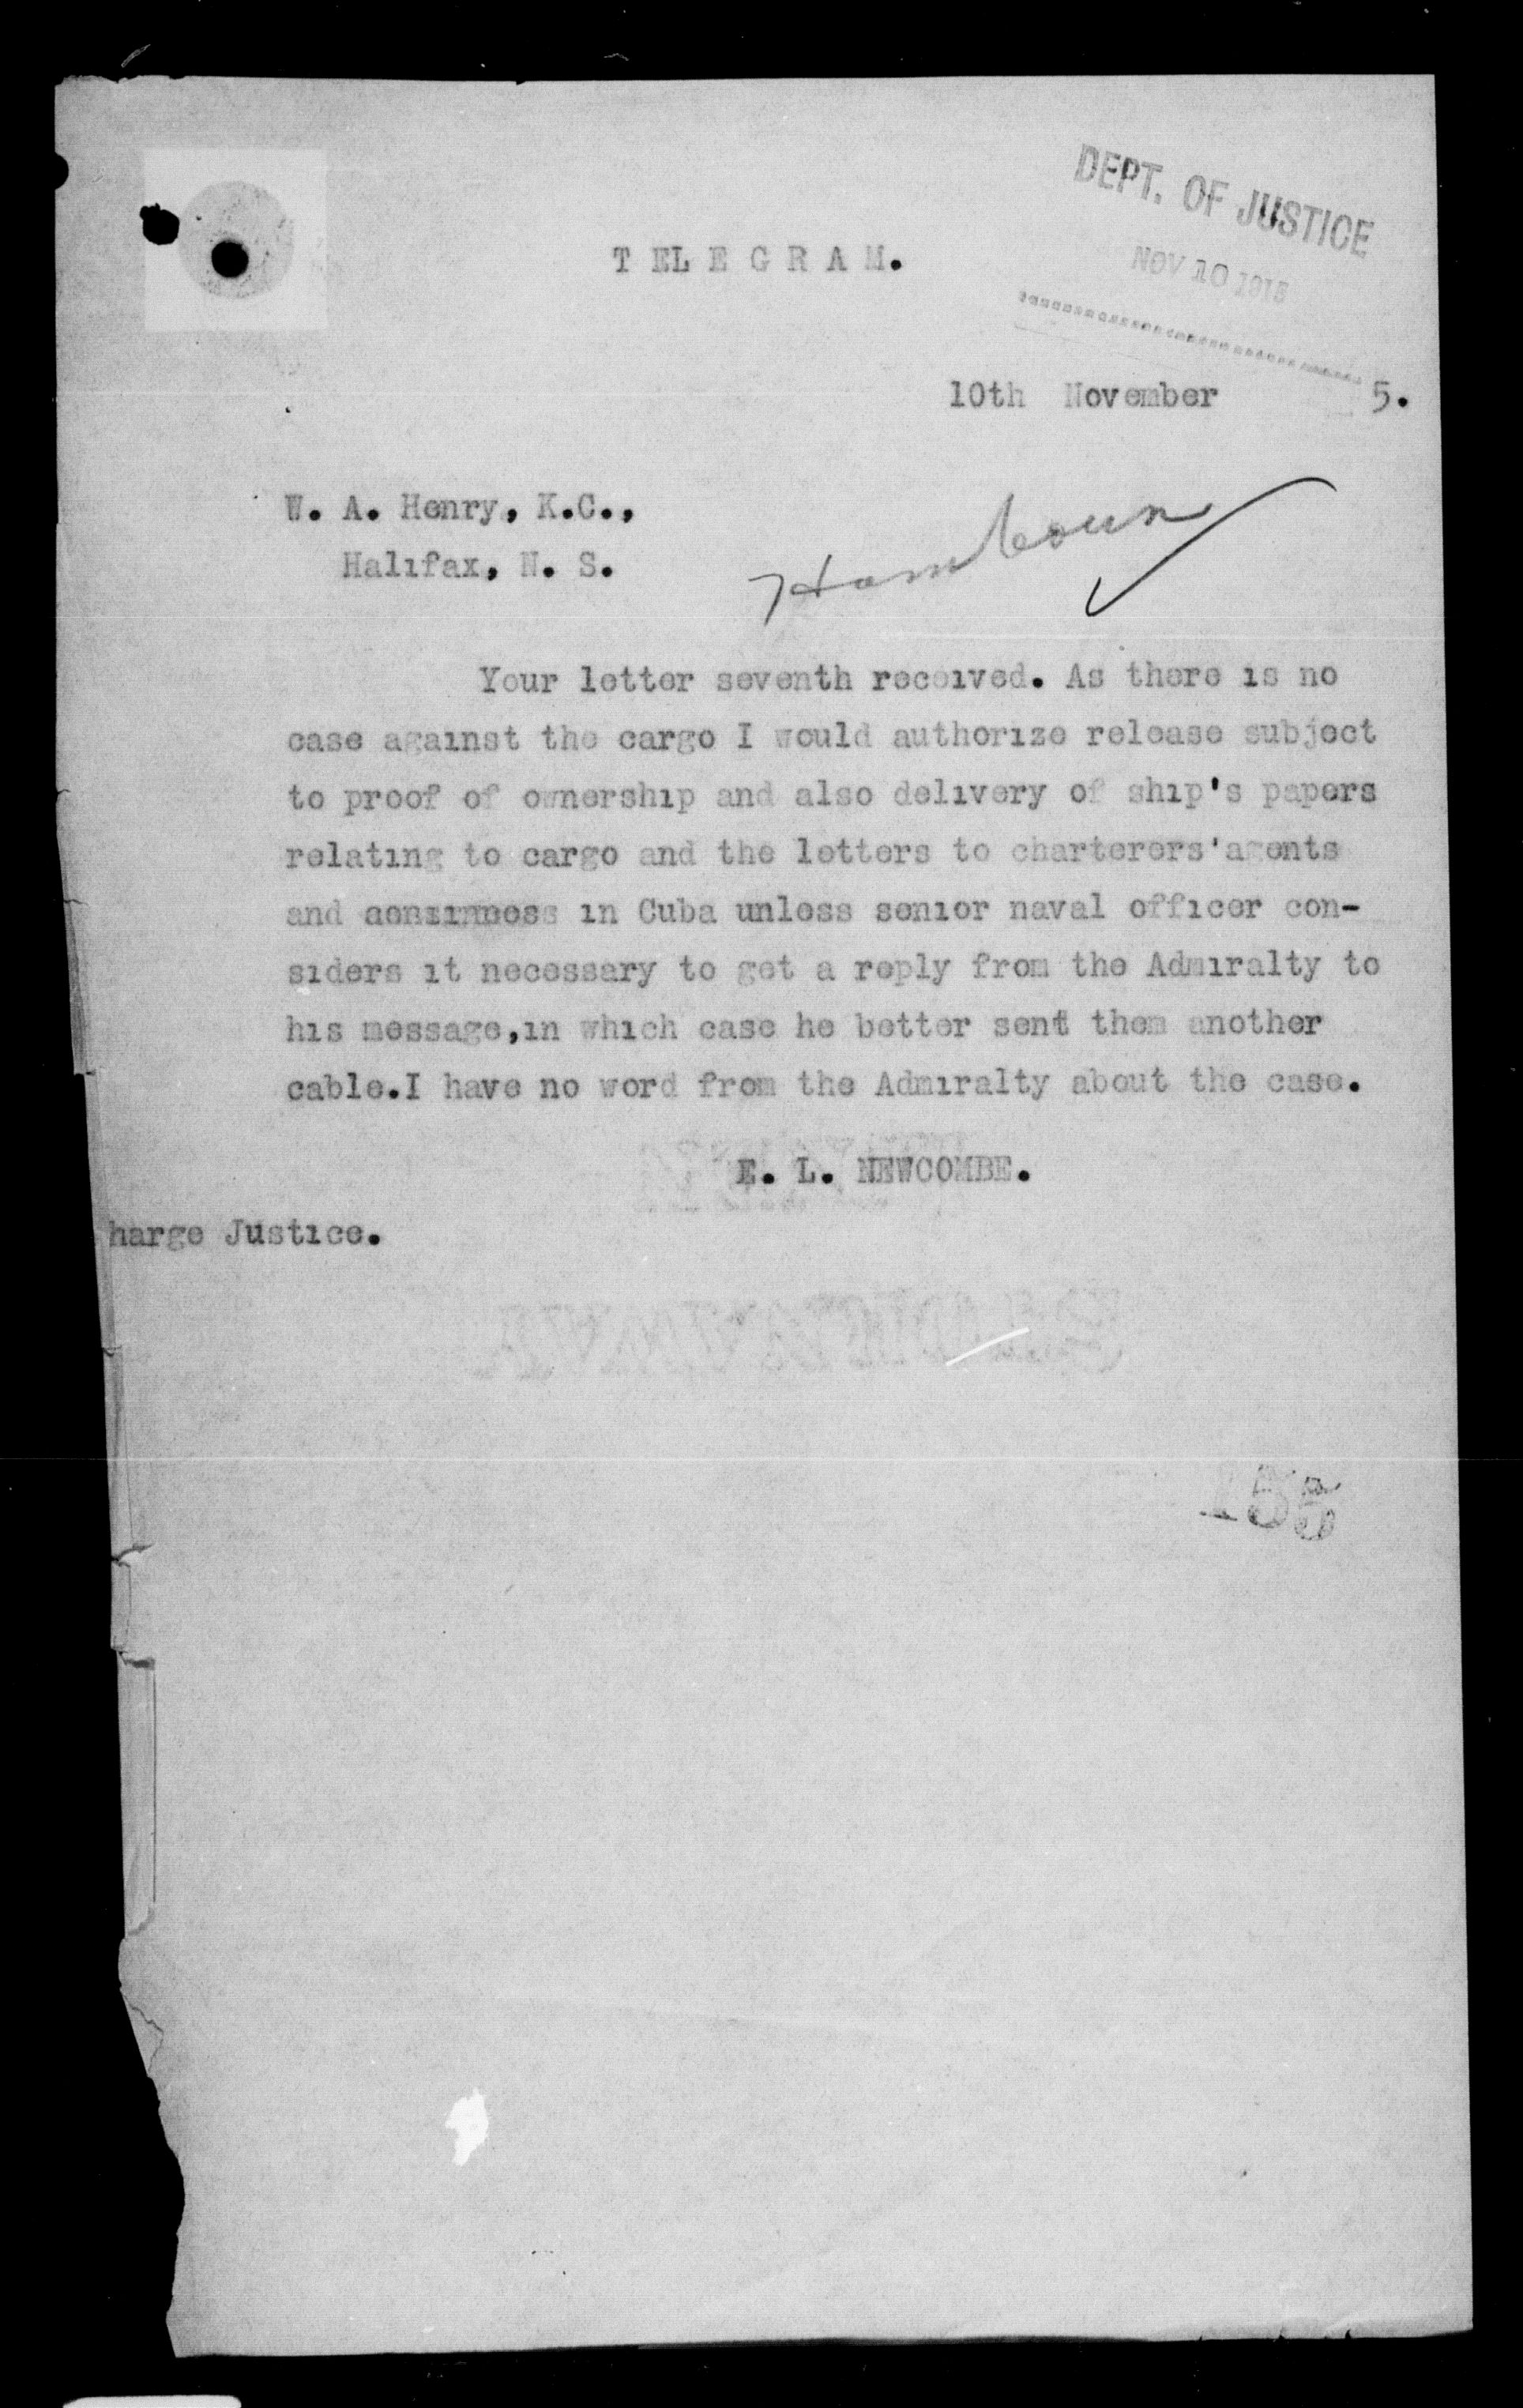 DEPT. OF JUSTICE
NOV 10 1915
T EL E G R A M.
10th November 5.
W. A. Henry, K.C.,
Halifax, N. S.
Hamborn
Your letter seventh received. As there is no
case against the cargo I would authorize release subject
to proof of ownership and also delivery of ship's papers
relating to cargo and the letters to charterers'agents
and in Cuba unless senior naval officer con-
siders it necessary to get a reply from the Admiralty to
his message,in which case he better sent them another
cable.I have no word from the Admiralty about the case.
E. L. NEWCOMBE.
harge Justice.
155